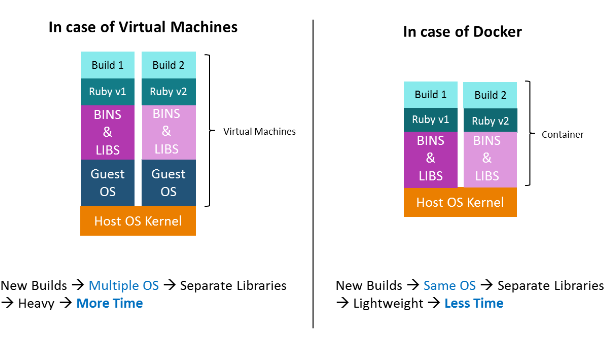 In case of Virtual Machines
Build 1 Build 2
Ruby v1 Ruby v2
BINS & LIBS
BINS & LIBS
Guest OS
Guest OS
Host OS Kernel
Virtual Machines
New Builds → Multiple OS → Separate Libraries
→ Heavy → More Time
In case of Docker
Build 1 Build 2
Ruby v1 Ruby v2
BINS & LIBS
BINS & LIBS
Host OS Kernel
Container
New Builds → Same OS → Separate Libraries
→ Lightweight → Less Time